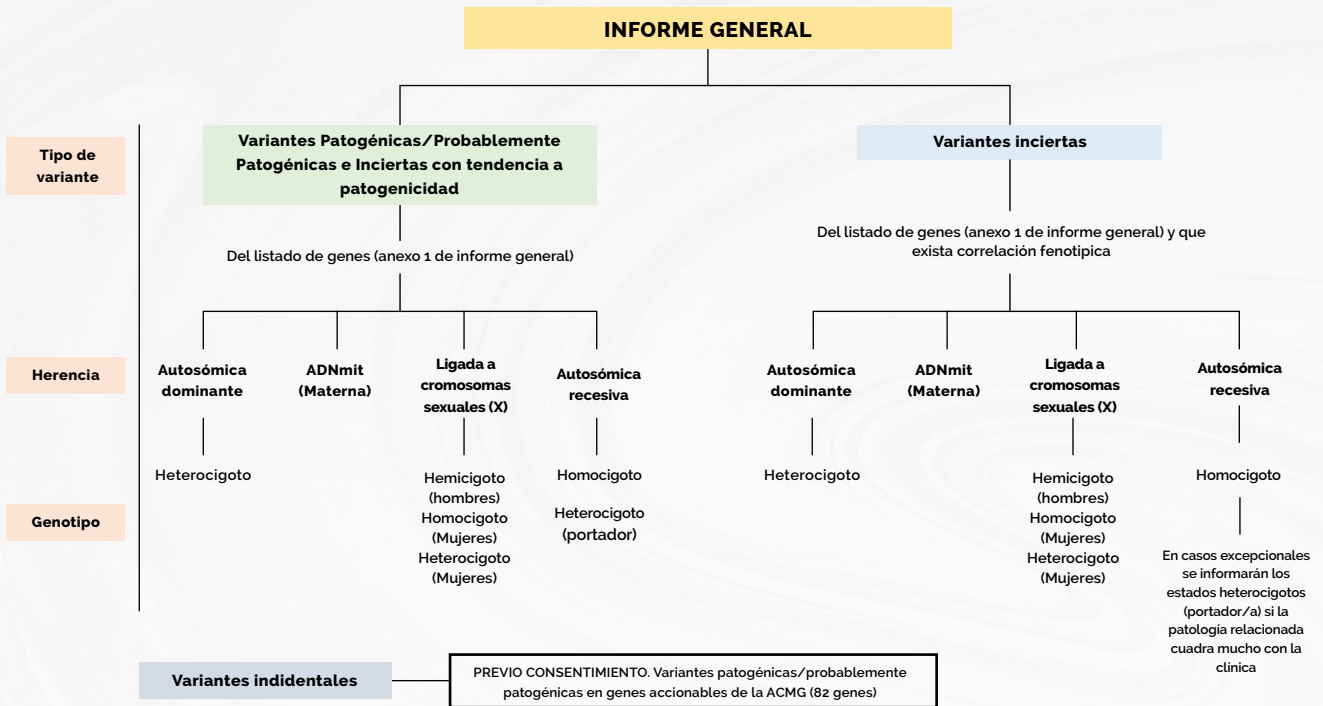 INFORME GENERAL
Tipo de
variante
Variantes Patogénicas/Probablemente
Patogénicas e Inciertas con tendencia a
patogenicidad
Variantes inciertas
Del listado de genes (anexo 1 de informe general)
Del listado de genes (anexo 1 de informe general) y que
exista correlación fenotipica
Herencia
Autosómica
dominante
ADNmit
(Materna)
Ligada a
cromosomas
sexuales (X)
Autosómica
recesiva
Autosómica
dominante
ADNmit
(Materna)
Ligada a
cromosomas
sexuales (X)
Autosómica
recesiva
Genotipo
Heterocigoto
Hemicigoto
(hombres)
Homocigoto
(Mujeres)
Heterocigoto
(Mujeres)
Homocigoto
Heterocigoto
(portador)
Heterocigoto
Hemicigoto
(hombres)
Homocigoto
(Mujeres)
Heterocigoto
(Mujeres)
Homocigoto
En casos excepcionales
se informarán los
estados heterocigotos
(portador/a) si la
patología relacionada
cuadra mucho con la
clínica
Variantes indidentales
PREVIO CONSENTIMIENTO. Variantes patogénicas/probablemente
patogénicas en genes accionables de la ACMG (82 genes)